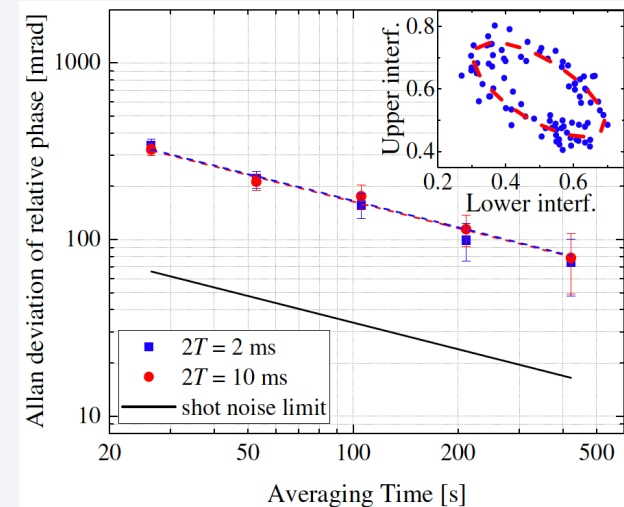 Allan deviation of relative phase [mrad]
1000
100
10
20
50
100
200
500
Averaging Time [s]
2T = 2 ms
2T = 10 ms
shot noise limit
Upper interf.
0.8
0.6
0.4
0.2
0.4
0.6
Lower interf.